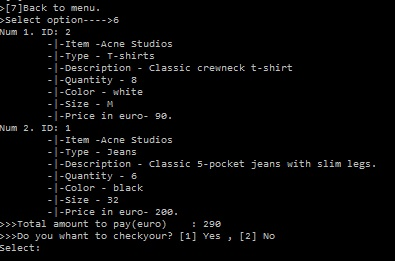 >[7]Back to menu.
>Select option---->6
Num 1. ID: 2
-|-Item -Acne Studios
-|-Type - T-shirts
-|-Description - Classic crewneck t-shirt
-|-Quantity - 8
-|-Color - white
-|-Size - M
-|-Price in euro- 90.
Num 2. ID: 1
-|-Item -Acne Studios
-|-Type - Jeans
-|-Description - Classic 5-pocket jeans with slim legs.
-|-Quantity - 6
-|-Color - black
-|-Size - 32
-|-Price in euro- 200.
>>>Total amount to pay(euro)    : 290
>>>Do you whant to checkyour? [1] Yes , [2] No
Select: